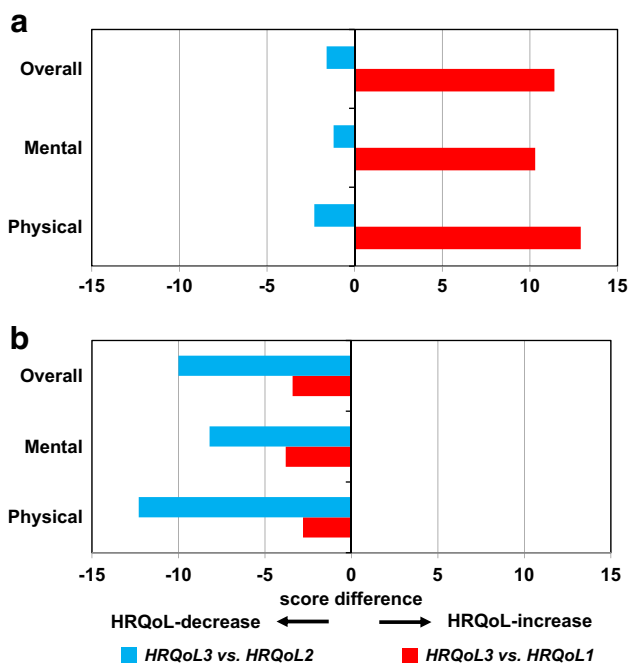 a
Overall
Mental
Physical
-15 -10 -5 0 5 10 15
b
Overall
Mental
Physical
-15 -10 -5 0 5 10 15
score difference
HRQoL-decrease HRQoL-increase
HRQoL3 vs. HRQoL2 HRQoL3 vs. HRQoL1